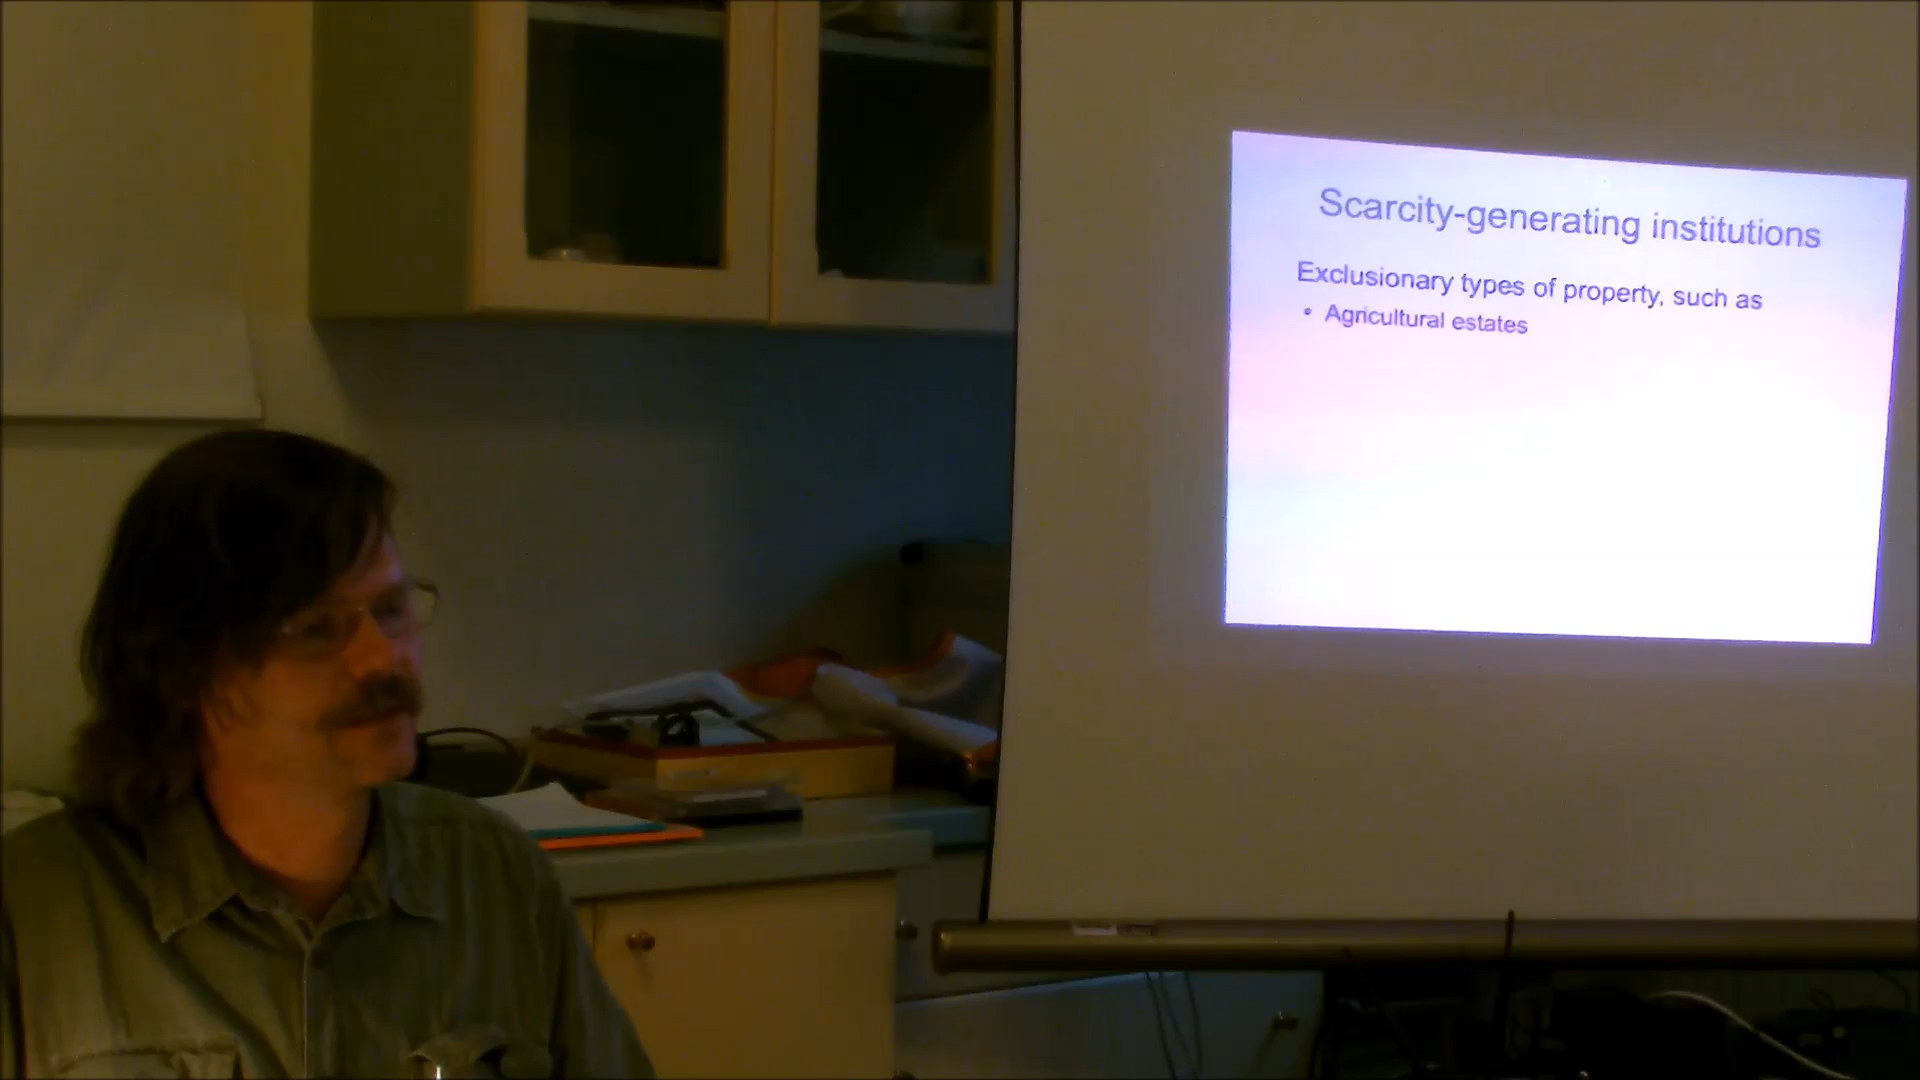 Scarcity-generating institutions
Exclusionary types of property, such as
• Agricultural estates